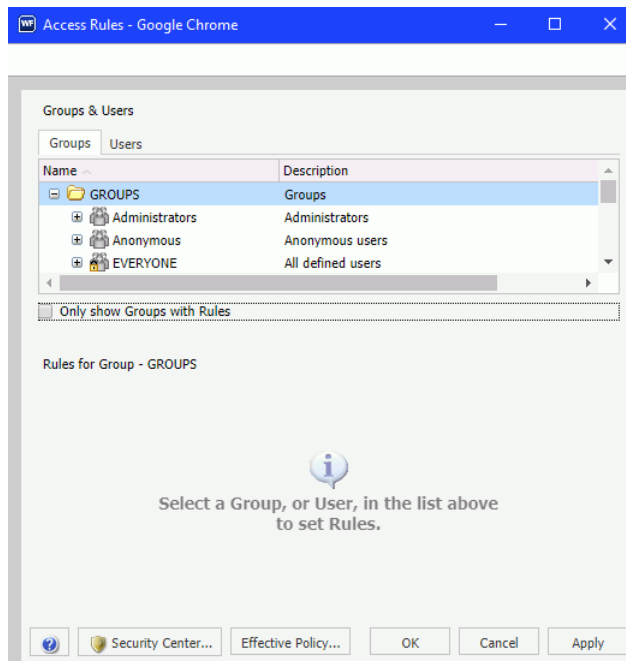 WF Access Rules - Google Chrome
Groups & Users
Groups Users
Name Description
GROUPS Groups
Administrators Administrators
Anonymous Anonymous users
EVERYONE All defined users
Only show Groups with Rules
Rules for Group - GROUPS
Select a Group, or User, in the list above
to set Rules.
? Security Center... Effective Policy... OK Cancel Apply